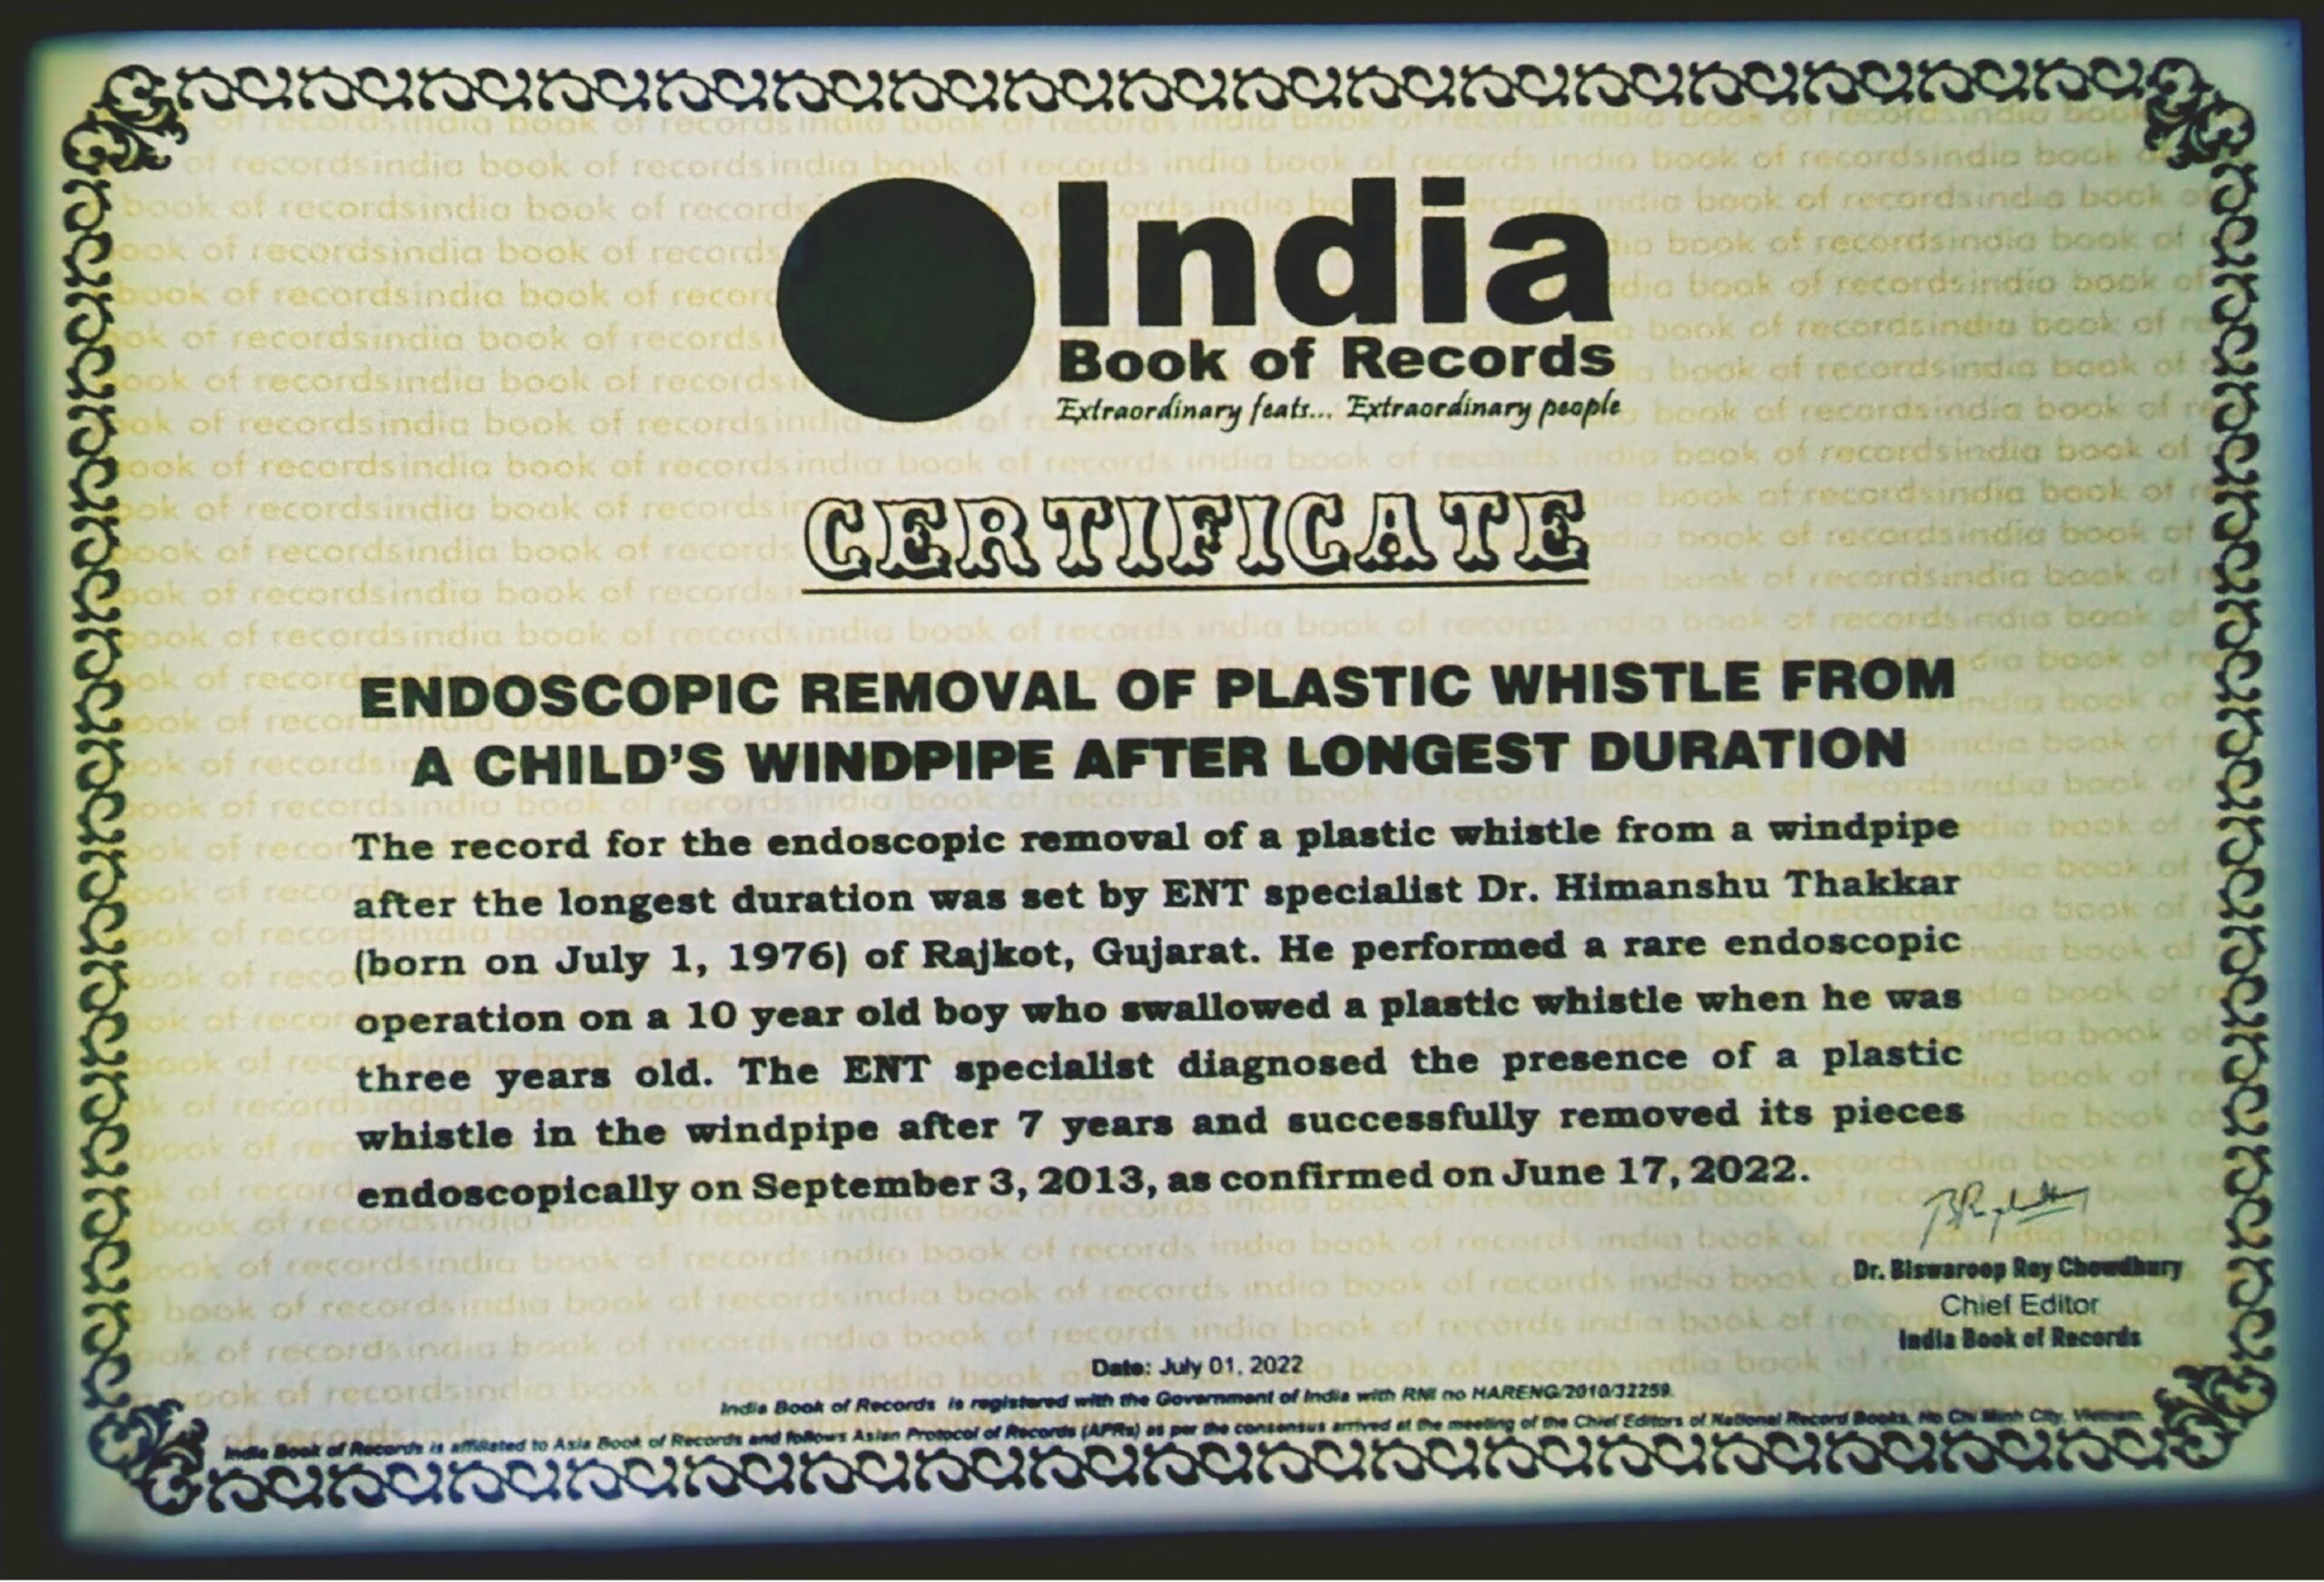 India
Book of Records
Extraordinary feats... Extraordinary people
CERTIFICATE
ENDOSCOPIC REMOVAL OF PLASTIC WHISTLE FROM
A CHILD'S WINDPIPE AFTER LONGEST DURATION
The record for the endoscopic removal of a plastic whistle from a windpipe
after the longest duration was set by ENT specialist Dr. Himanshu Thakkar
(born on July 1, 1976) of Rajkot, Gujarat. He performed a rare endoscopic
operation on a 10 year old boy who swallowed a plastic whistle when he was
three years old. The ENT specialist diagnosed the presence of a plastic
whistle in the windpipe after 7 years and successfully removed its pieces
endoscopically on September 3, 2013, as confirmed on June 17, 2022.
Dr. Biswaroop Roy Chowdhury
Chief Editor
India Book of Records
Date: July 01, 2022
India Book of Records is registered with the Government of India with RNI no HARENG/2010/32259.
India Book of Records is affiliated to Asia Book of Records and follows Asian Protocol of Records (APRs) as per the consensus arrived at the meeting of the Chief Editors of National Record Books, Ho Chi Minh City, Vietnam.